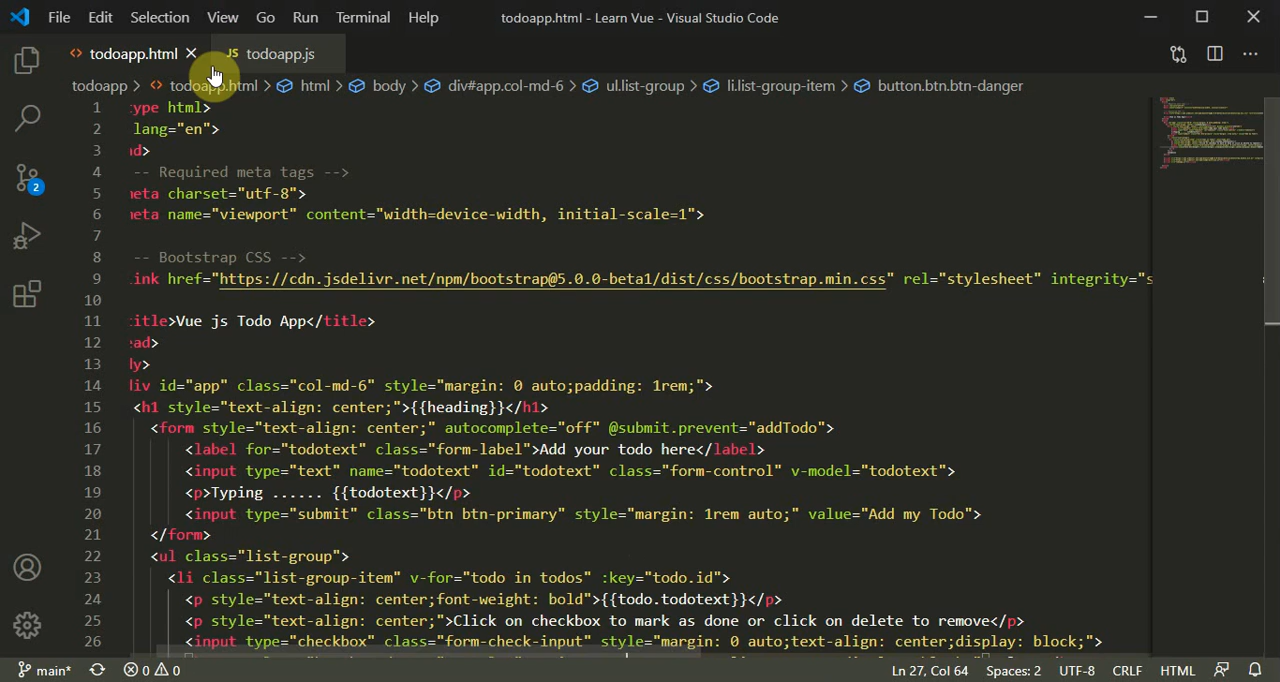 File Edit Selection View Go Run Terminal Help todoapp.html - Learn Vue - Visual Studio Code
todoapp.html JS todoapp.js
todoapp > todoapp.html > html > body > div#app.col-md-6 > ul.list-group > li.list-group-item > button.btn.btn-danger
1 ype html>
2 lang="en">
3 d>
4 -- Required meta tags -->
5 eta charset="utf-8">
6 eta name="viewport" content="width=device-width, initial-scale=1">
7
8 -- Bootstrap CSS -->
9 ink href="https://cdn.jsdelivr.net/npm/bootstrap@5.0.0-beta1/dist/css/bootstrap.min.css" rel="stylesheet" integrity="s
10
11 itle>Vue js Todo App</title>
12 ad>
13 y>
14 iv id="app" class="col-md-6" style="margin: 0 auto;padding: 1rem;">
15 <h1 style="text-align: center;">{{heading}}</h1>
16 <form style="text-align: center;" autocomplete="off" @submit.prevent="addTodo">
17 <label for="todotext" class="form-label">Add your todo here</label>
18 <input type="text" name="todotext" id="todotext" class="form-control" v-model="todotext">
19 <p>Typing ...... {{todotext}}</p>
20 <input type="submit" class="btn btn-primary" style="margin: 1rem auto;" value="Add my Todo">
21 </form>
22 <ul class="list-group">
23 <li class="list-group-item" v-for="todo in todos" :key="todo.id">
24 <p style="text-align: center;font-weight: bold">{{todo.todotext}}</p>
25 <p style="text-align: center;">Click on checkbox to mark as done or click on delete to remove</p>
26 <input type="checkbox" class="form-check-input" style="margin: 0 auto;text-align: center;display: block;">
2
main* 0 0 Ln 27, Col 64 Spaces: 2 UTF-8 CRLF HTML